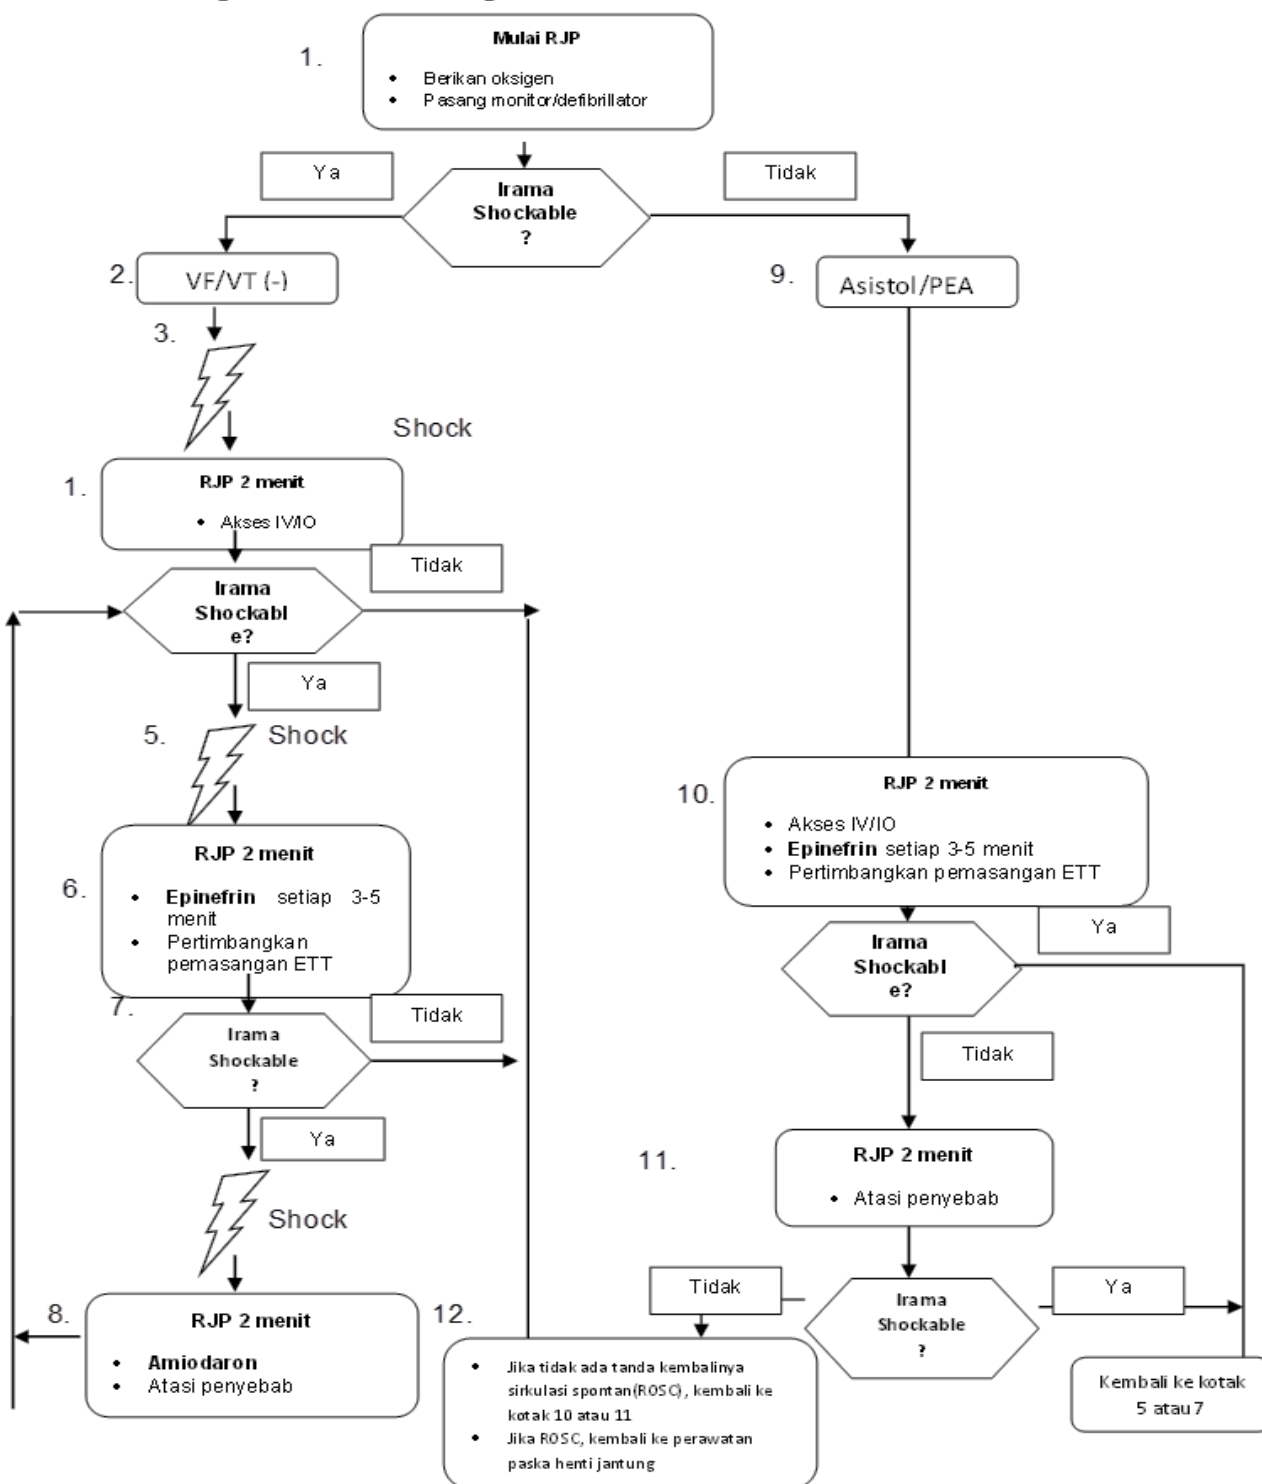 1.
Mulai RJP
• Berikan oksigen
• Pasang monitor/defibrillator
Ya
Tidak
Irama
Shockable
?
2.
VF/VT (-)
9.
Asistol/PEA
3.
Shock
1.
RJP 2 menit
• Akses IV/IO
Tidak
Irama
Shockabl
e?
Ya
5.
Shock
6.
RJP 2 menit
• Epinefrin setiap 3-5
menit
• Pertimbangkan
pemasangan ETT
7.
Tidak
Irama
Shockable
?
Ya
Shock
8.
RJP 2 menit
• Amiodaron
• Atasi penyebab
10.
RJP 2 menit
• Akses IV/IO
• Epinefrin setiap 3-5 menit
• Pertimbangkan pemasangan ETT
Ya
Irama
Shockabl
e?
Tidak
11.
RJP 2 menit
• Atasi penyebab
Tidak
Ya
Irama
Shockable
?
12.
• Jika tidak ada tanda kembalinya
sirkulasi spontan(ROSC), kembali ke
kotak 10 atau 11
• Jika ROSC, kembali ke perawatan
paska henti jantung
Kembali ke kotak
5 atau 7